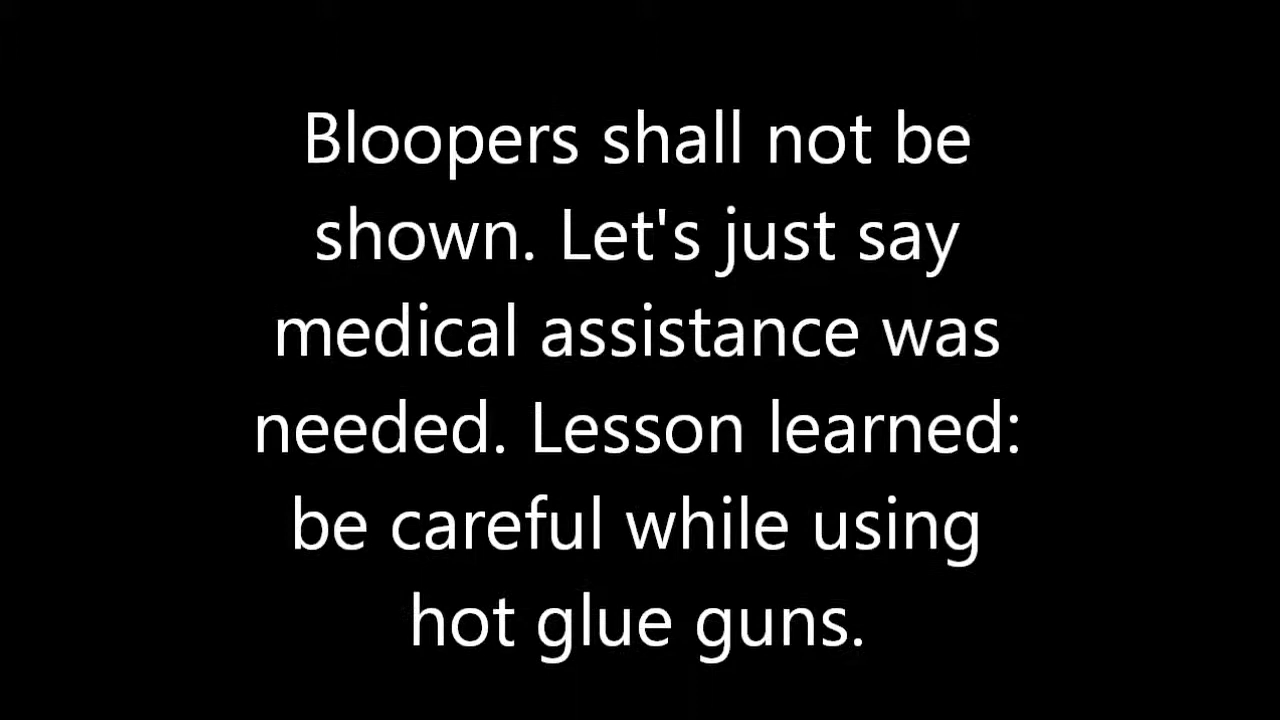 Bloopers shall not be
shown. Let's just say
medical assistance was
needed. Lesson learned:
be careful while using
hot glue guns.